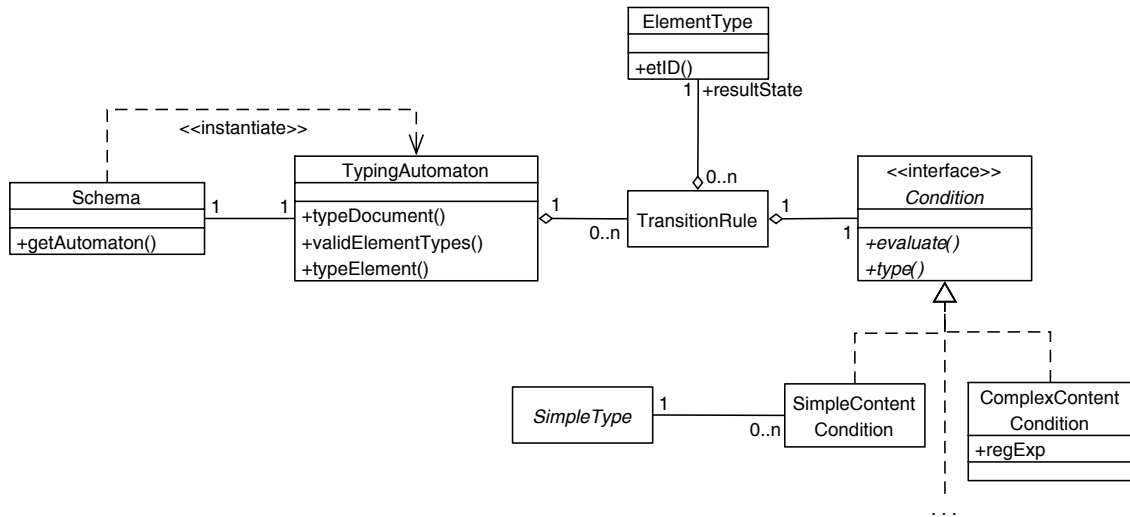 ElementType
+etID()
1
+resultState
<<instantiate>>
TypingAutomaton
<<interface>>
Condition
Schema
0..n
1
1
+typeDocument()
1
TransitionRule
1
+getAutomaton()
+validElementTypes()
0..n
1
+evaluate()
+typeElement()
+type()
SimpleType
1
0..n
SimpleContent
Condition
ComplexContent
Condition
+regExp
...